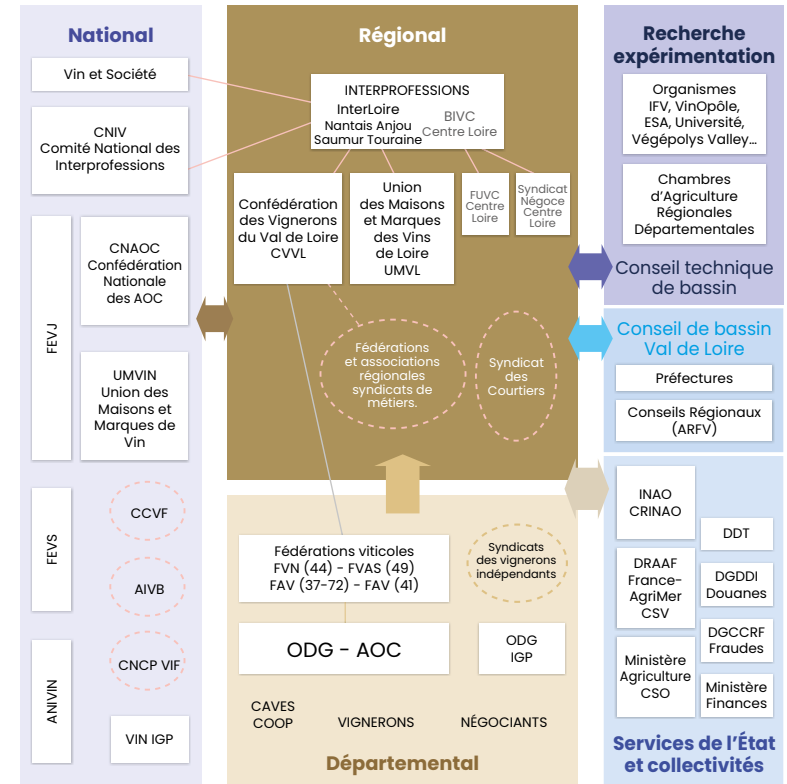 National
Vin et Société
CNIV
Comité National des
Interprofessions
FEVJ
CNAOC
Confédération
Nationale
des AOC
UMVIN
Union des
Maisons et
Marques de
Vin
FEVS
CCVF
AIVB
ANIVIN
CNCP VIF
VIN IGP
Régional
INTERPROFESSIONS
InterLoire
Nantais Anjou
Saumur Touraine
BIVC
Centre Loire
Confédération
des Vignerons
du Val de Loire
CVVL
Union
des Maisons
et Marques
des Vins
de Loire
UMVL
FUVC
Centre
Loire
Syndicat
Négoce
Centre
Loire
Fédérations
et associations
régionales
syndicats de
métiers.
Syndicat
des
Courtiers
Fédérations viticoles
FVN (44) - FVAS (49)
FAV (37-72) - FAV (41)
Syndicats
des vignerons
indépendants
ODG - AOC
ODG
IGP
CAVES
COOP
VIGNERONS
NÉGOCIANTS
Départemental
Recherche
expérimentation
Organismes
IFV, VinOpôle,
ESA, Université,
Végépolys Valley...
Chambres
d'Agriculture
Régionales
Départementales
Conseil technique
de bassin
Conseil de bassin
Val de Loire
Préfectures
Conseils Régionaux
(ARFV)
INAO
CRINAO
DRAAF
France-
AgriMer
CSV
Ministère
Agriculture
CSO
DDT
DGDDI
Douanes
DGCCRF
Fraudes
Ministère
Finances
Services de l'État
et collectivités